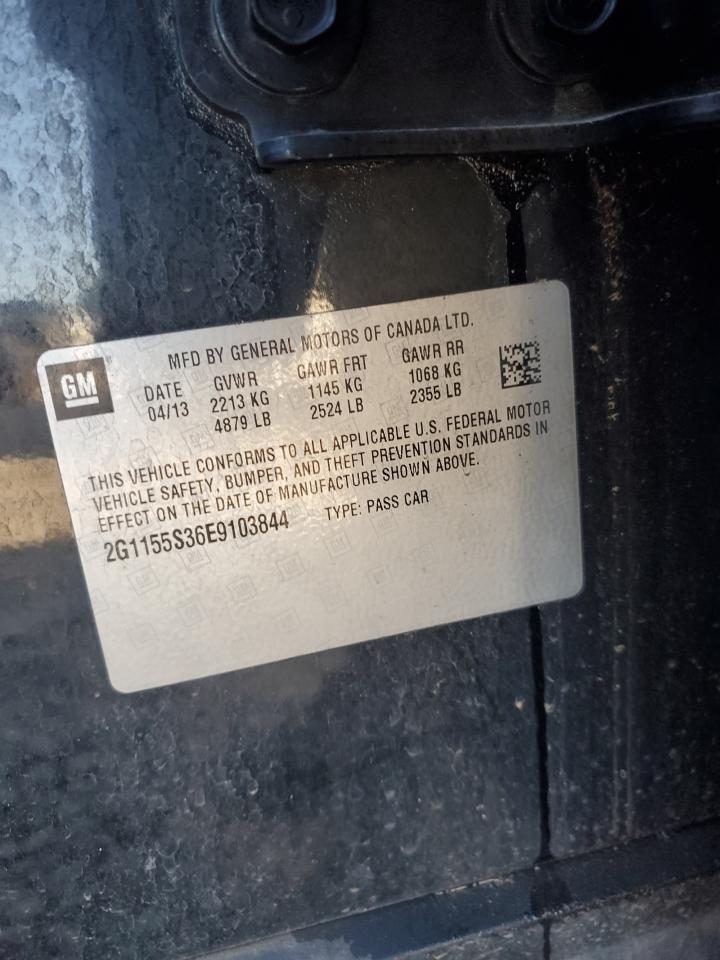 MFD BY GENERAL MOTORS OF CANADA LTD.
GM
DATE GVWR GAWR FRT GAWR RR
04/13 2213 KG 1145 KG 1068 KG
4879 LB 2524 LB 2355 LB
THIS VEHICLE CONFORMS TO ALL APPLICABLE U.S. FEDERAL MOTOR
VEHICLE SAFETY, BUMPER, AND THEFT PREVENTION STANDARDS IN
EFFECT ON THE DATE OF MANUFACTURE SHOWN ABOVE.
2G1155S36E9103844 TYPE: PASS CAR